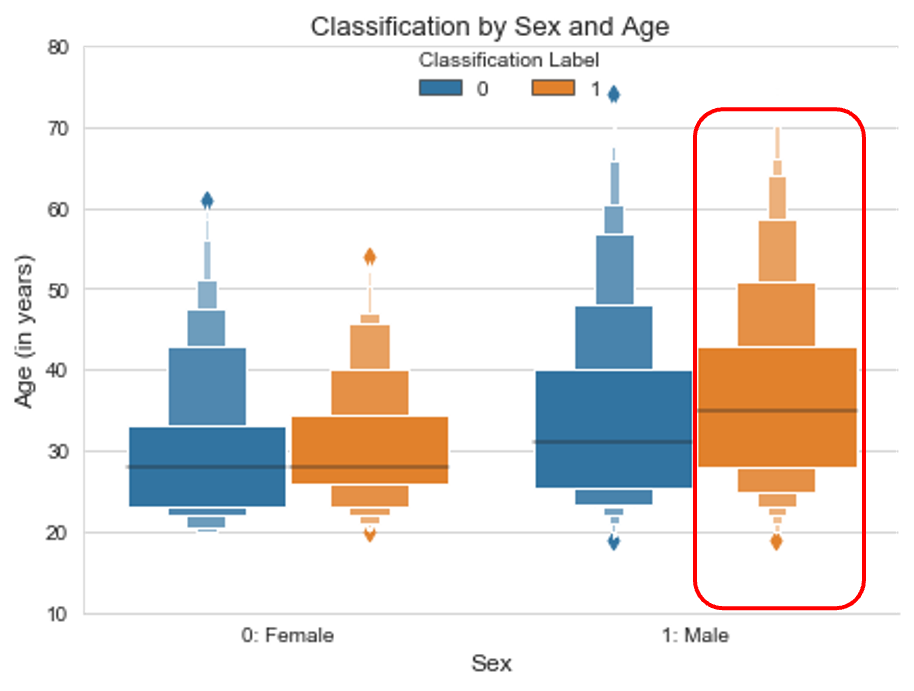 Classification by Sex and Age
Classification Label
0 1
80
70
60
50
40
30
20
10
Age (in years)
0: Female 1: Male
Sex